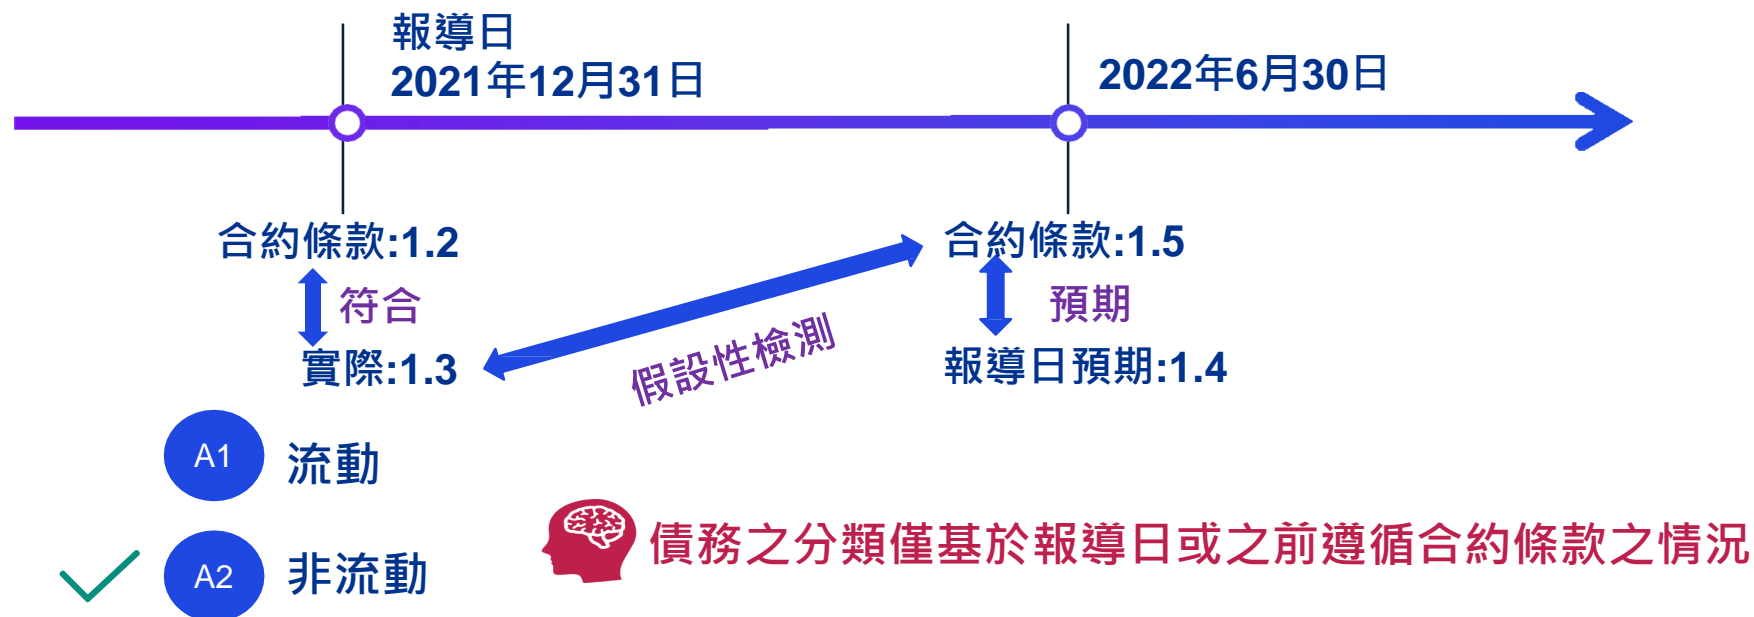 報導日
2021年12月31日
2022年6月30日
合約條款:1.2
合約條款:1.5
符合
預期
假設性檢測
實際:1.3
報導日預期:1.4
A1 流動
債務之分類僅基於報導日或之前遵循合約條款之情況
A2 非流動